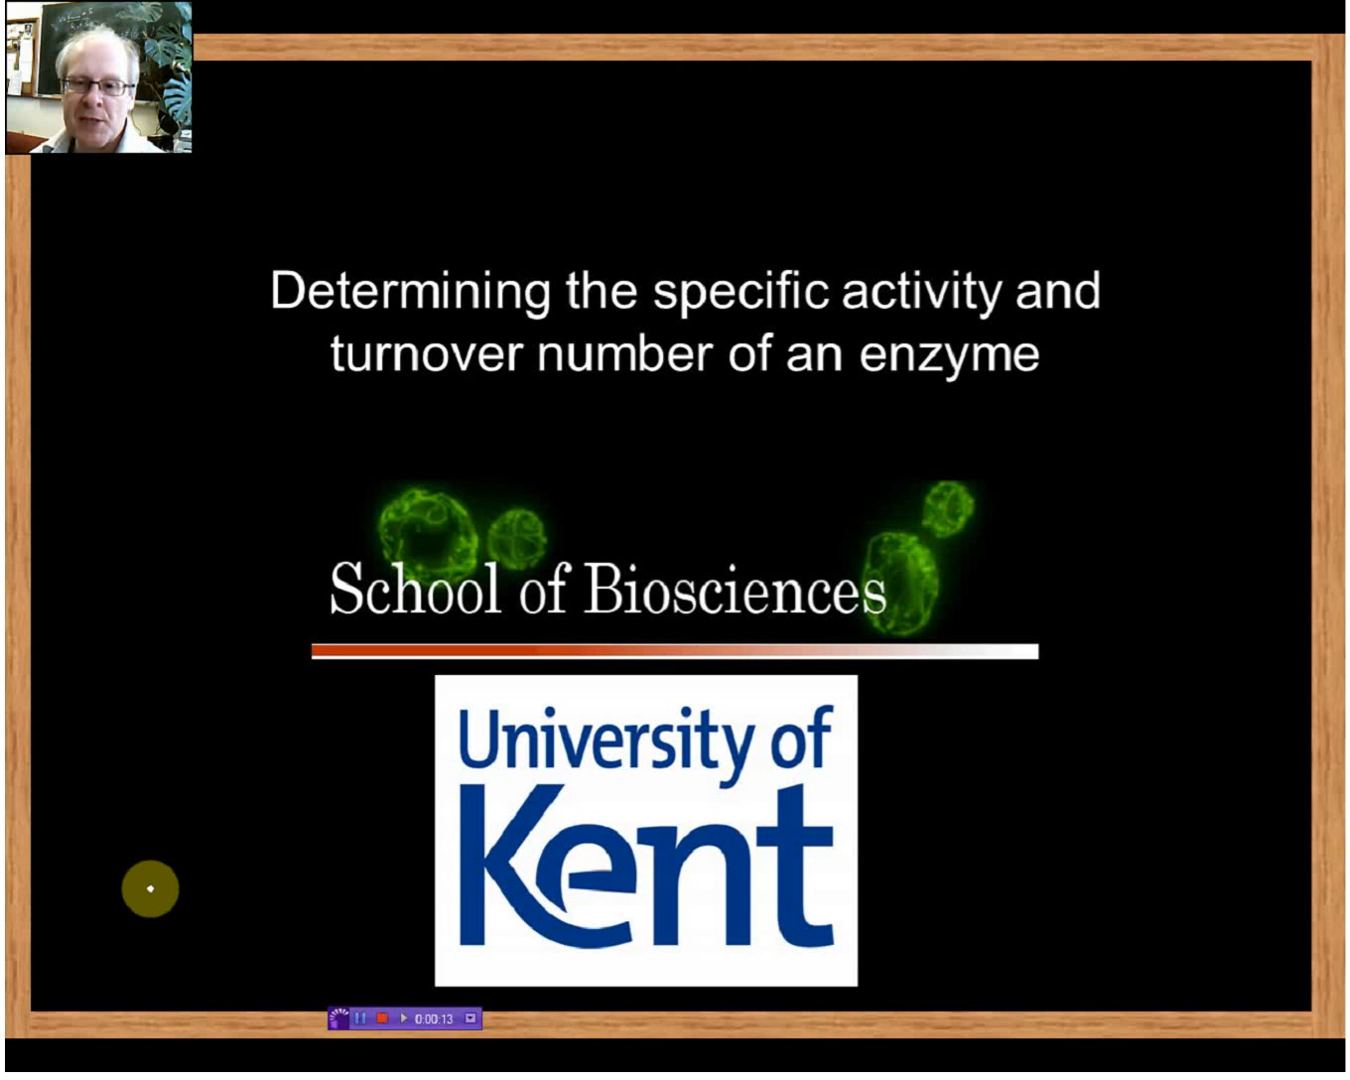 Determining the specific activity and
turnover number of an enzyme
School of Biosciences
University of
Kent
0:00:13